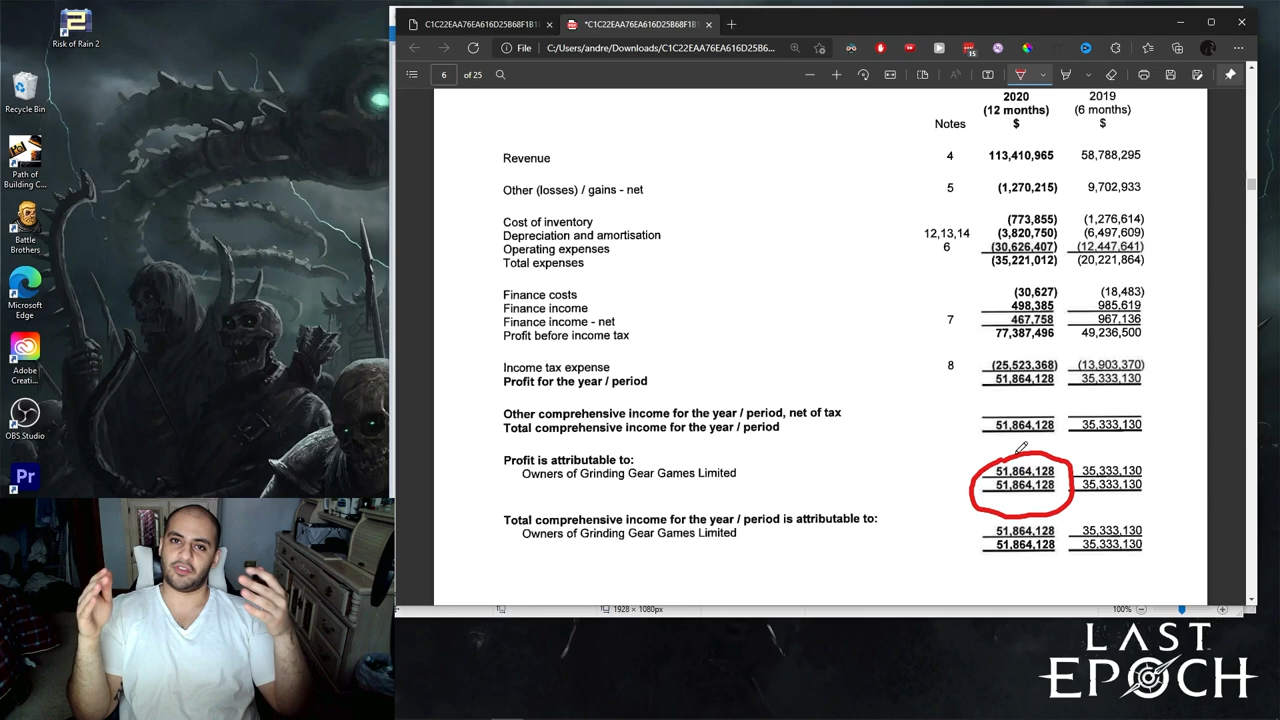 Risk of Rain 2
Recycle Bin
Path of
Building C...
Battle
Brothers
Microsoft
Edge
Adobe
Creati...
OBS Studio
Pr
C1C22EAA76EA616D25B68F1B1
PDF
*C1C22EAA76EA616D25B68F1B1
File
C:/Users/andre/Downloads/C1C22EAA76EA616D25B6...
15
6 of 25
2020 2019
(12 months) (6 months)
Notes $ $
Revenue 4 113,410,965 58,788,295
Other (losses) / gains - net 5 (1,270,215) 9,702,933
Cost of inventory (773,855) (1,276,614)
Depreciation and amortisation 12,13,14 (3,820,750) (6,497,609)
Operating expenses 6 (30,626,407) (12,447,641)
Total expenses (35,221,012) (20,221,864)
Finance costs (30,627) (18,483)
Finance income 498,385 985,619
Finance income - net 7 467,758 967,136
Profit before income tax 77,387,496 49,236,500
Income tax expense 8 (25,523,368) (13,903,370)
Profit for the year / period 51,864,128 35,333,130
Other comprehensive income for the year / period, net of tax
Total comprehensive income for the year / period 51,864,128 35,333,130
Profit is attributable to:
Owners of Grinding Gear Games Limited 51,864,128 35,333,130
51,864,128 35,333,130
Total comprehensive income for the year / period is attributable to:
Owners of Grinding Gear Games Limited 51,864,128 35,333,130
51,864,128 35,333,130
1928 × 1080px
100%
LAST
EPOCH